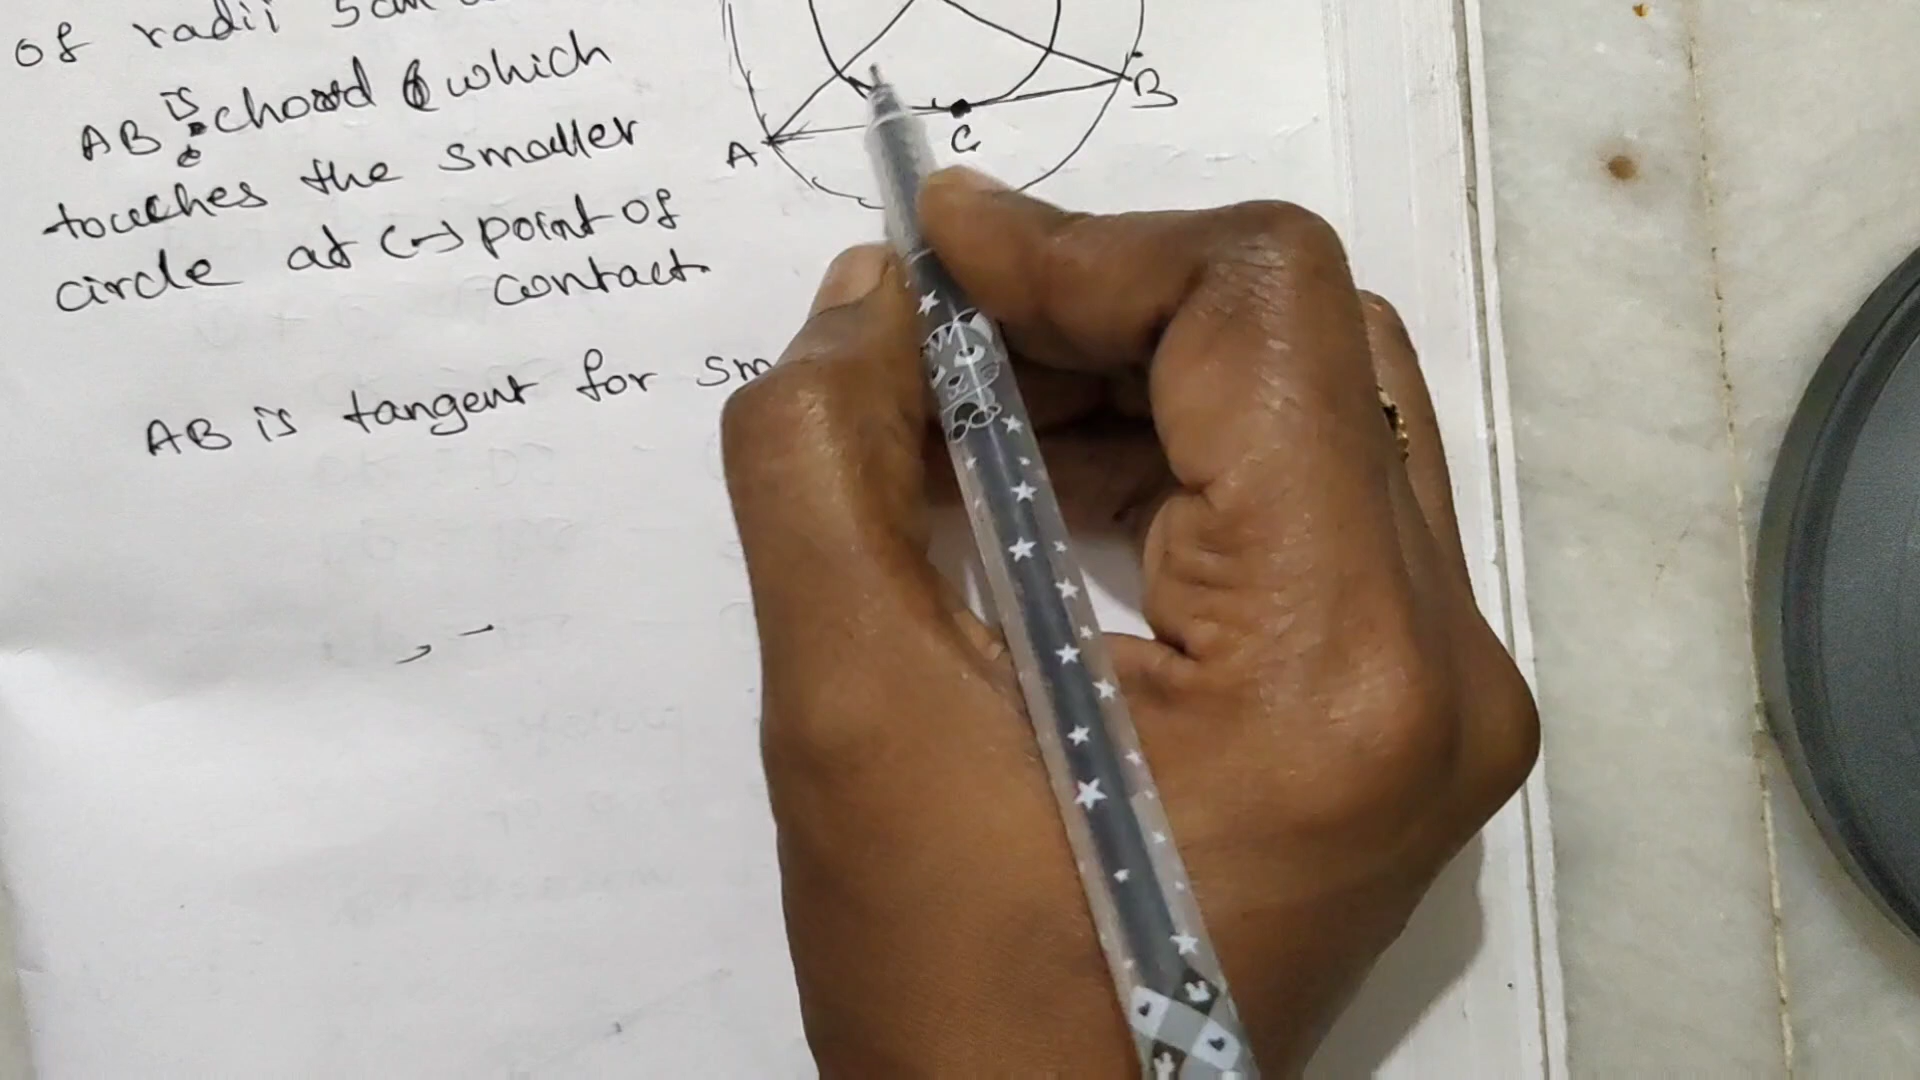 of radii 5cm
AB is chord which
touches the smaller
circle at C→ point of
contact
AB is tangent for sm
A
C
B